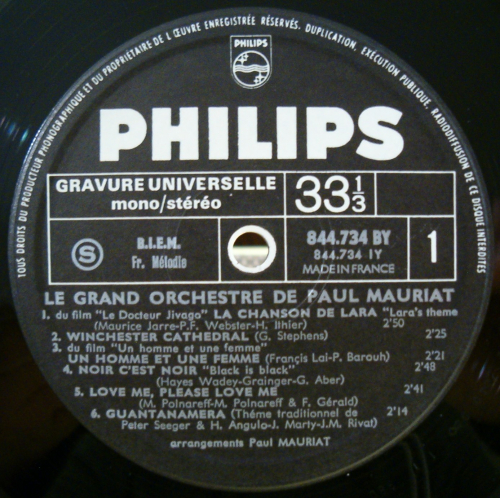 TOUS DROITS DU PRODUCTEUR PHONOGRAPHIQUE ET DU PROPRIÉTAIRE DE L'ŒUVRE ENREGISTRÉE RÉSERVÉS. DUPLICATION, EXÉCUTION PUBLIQUE, RADIODIFFUSION DE CE DISQUE INTERDITES
PHILIPS
PHILIPS
GRAVURE UNIVERSELLE
mono/stéréo
33 1/3
S
B.I.E.M.
Fr. Mélodie
844.734 BY
844.734 1Y
MADE IN FRANCE
1
LE GRAND ORCHESTRE DE PAUL MAURIAT
1. du film "Le Docteur Jivago" LA CHANSON DE LARA "Lara's theme
(Maurice Jarre-P.F. Webster-H. Ithier) 2'50
2. WINCHESTER CATHEDRAL (G. Stephens) 2'25
3. du film "Un homme et une femme"
UN HOMME ET UNE FEMME (Françis Lai-P. Barouh) 2'21
4. NOIR C'EST NOIR "Black is black" 2'48
(Hayes Wadey-Grainger-G. Aber)
5. LOVE ME, PLEASE LOVE ME 2'41
(M. Polnareff-M. Polnareff & F. Gérald)
6. GUANTANAMERA (Thème traditionnel de 2'14
Peter Seeger & H. Angulo-J. Marty-J.M. Rivat)
arrangements Paul MAURIAT